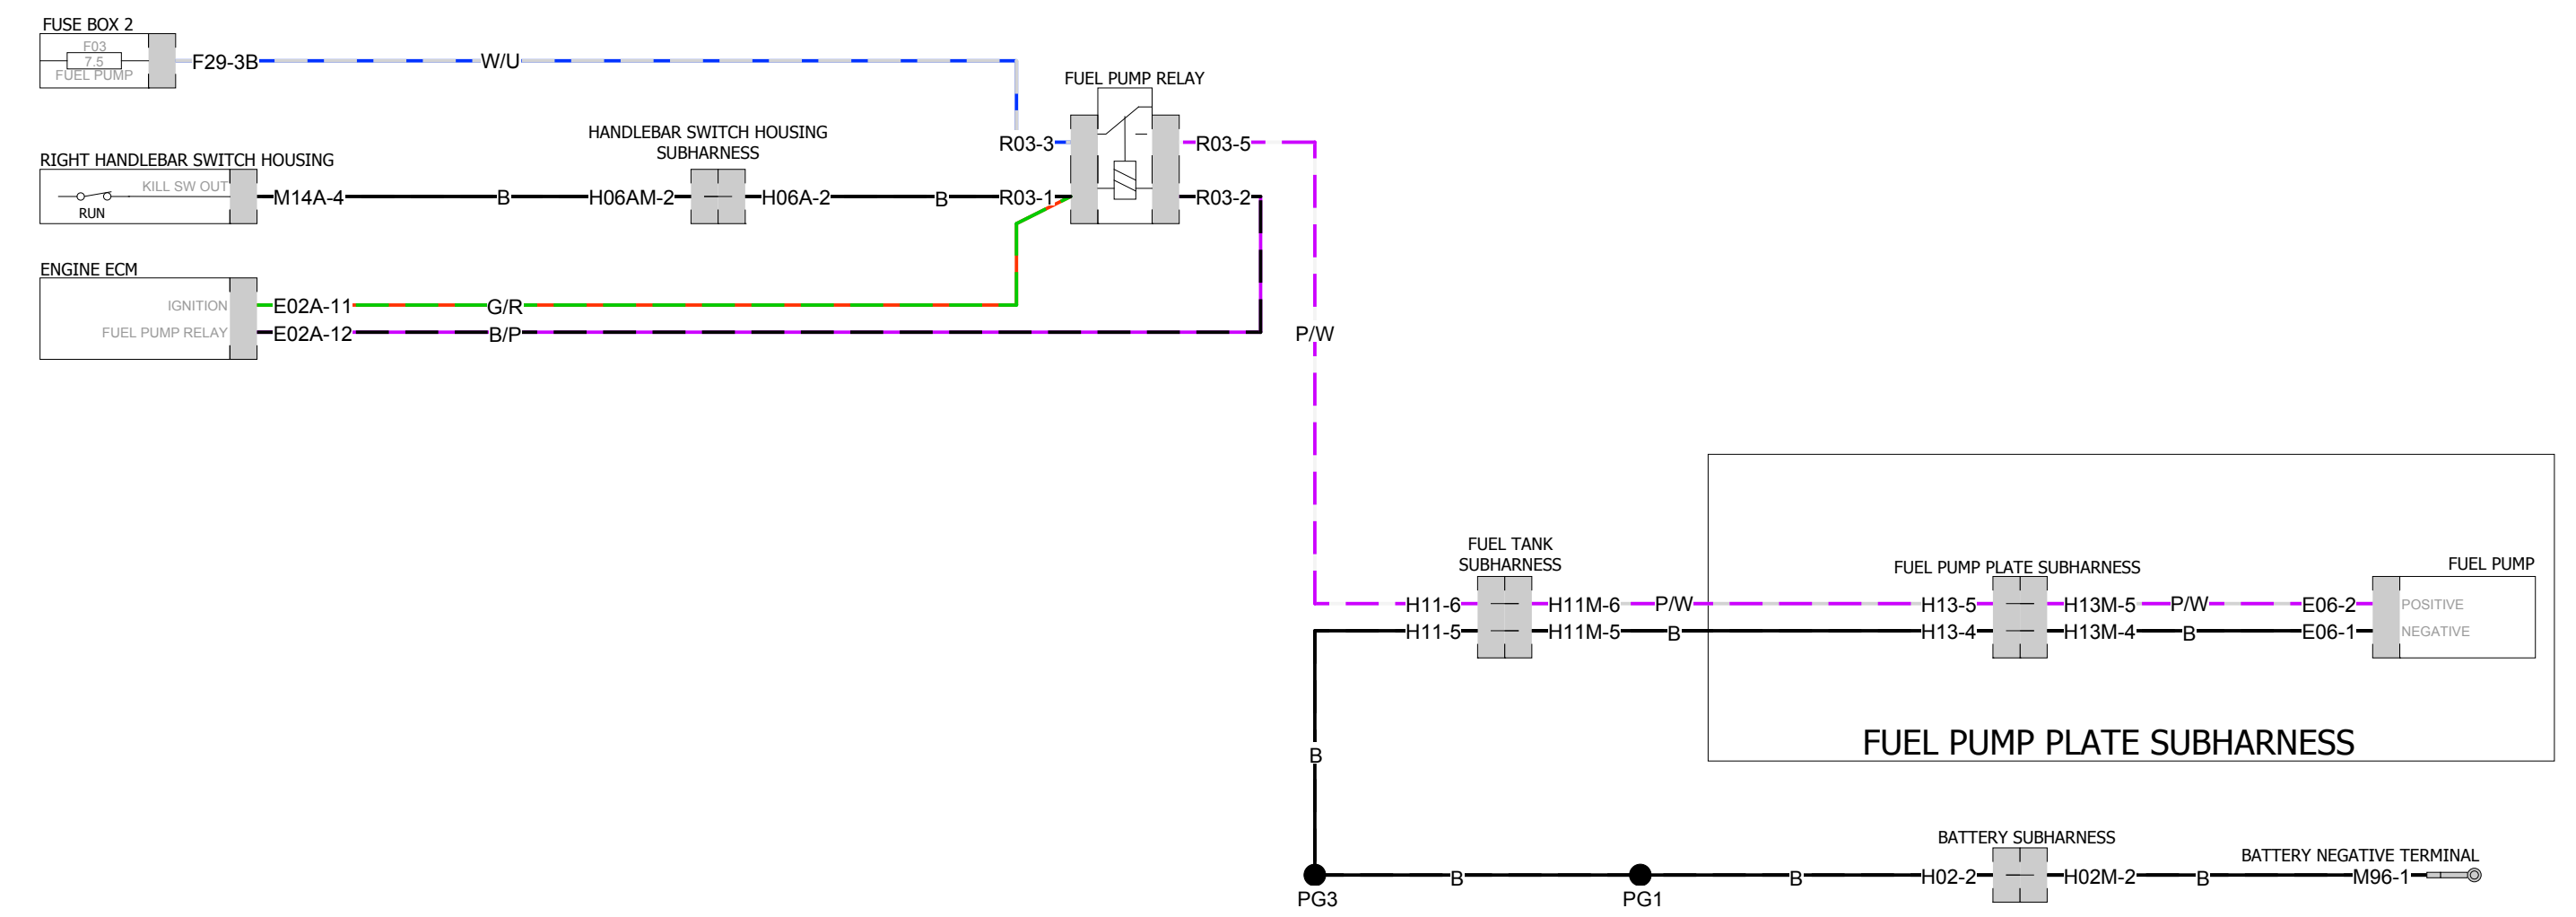 FUSE BOX 2
F03
7.5
FUEL PUMP
F29-3B
W/U
FUEL PUMP RELAY
R03-3
R03-5
HANDLEBAR SWITCH HOUSING
SUBHARNESS
RIGHT HANDLEBAR SWITCH HOUSING
KILL SW OUT
RUN
M14A-4
B
H06AM-2
H06A-2
B
R03-1
R03-2
ENGINE ECM
IGNITION
E02A-11
G/R
FUEL PUMP RELAY
E02A-12
B/P
P/W
FUEL TANK
SUBHARNESS
FUEL PUMP PLATE SUBHARNESS
FUEL PUMP
H11-6
H11M-6
P/W
H13-5
H13M-5
P/W
E06-2
POSITIVE
H11-5
H11M-5
B
H13-4
H13M-4
B
E06-1
NEGATIVE
FUEL PUMP PLATE SUBHARNESS
B
BATTERY SUBHARNESS
BATTERY NEGATIVE TERMINAL
B
B
H02-2
H02M-2
B
M96-1
PG3
PG1